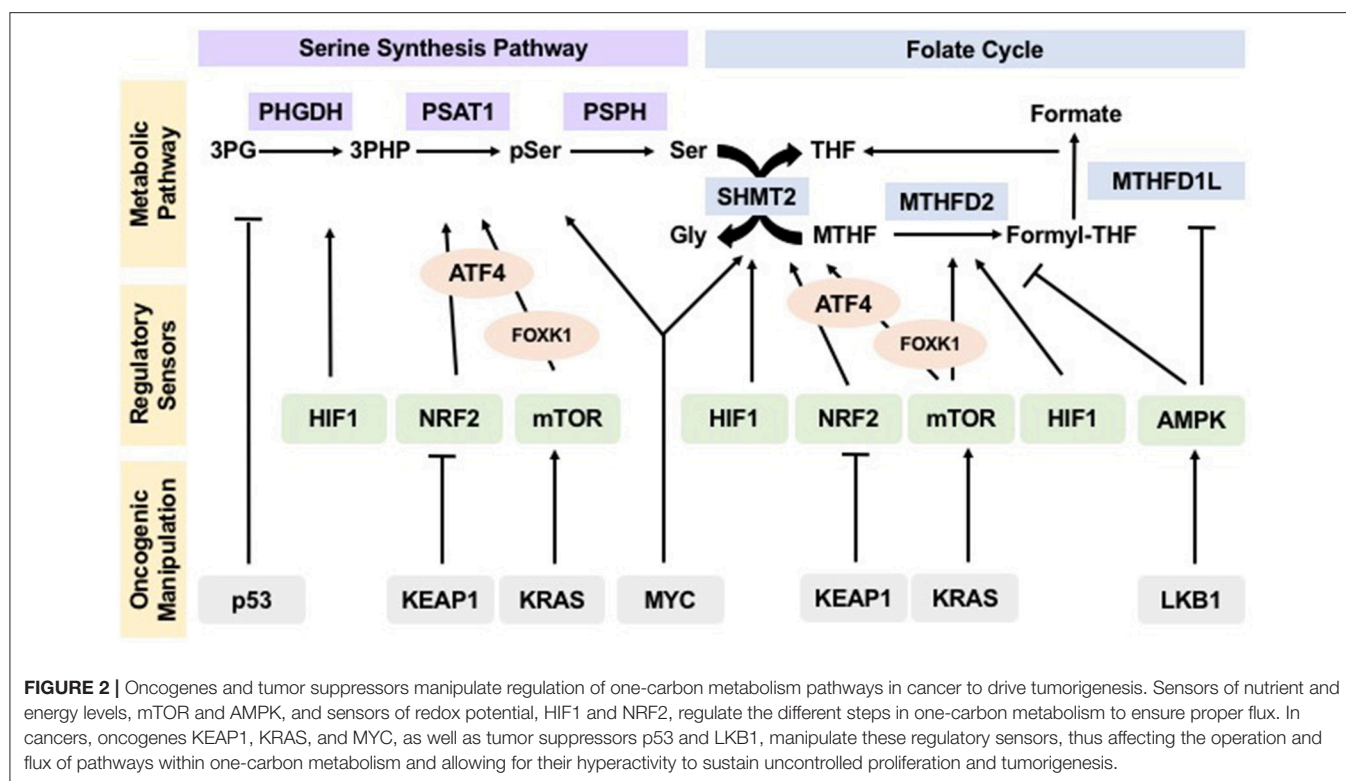 Serine Synthesis Pathway
Folate Cycle
Metabolic
Pathway
PHGDH
PSAT1
PSPH
Formate
3PG
3PHP
pSer
Ser
THF
MTHFD1L
SHMT2
MTHFD2
Gly
MTHF
Formyl-THF
Regulatory
Sensors
ATF4
FOXK1
ATF4
FOXK1
HIF1
NRF2
mTOR
HIF1
NRF2
mTOR
HIF1
AMPK
Oncogenic
Manipulation
p53
KEAP1
KRAS
MYC
KEAP1
KRAS
LKB1
FIGURE 2 | Oncogenes and tumor suppressors manipulate regulation of one-carbon metabolism pathways in cancer to drive tumorigenesis. Sensors of nutrient and
energy levels, mTOR and AMPK, and sensors of redox potential, HIF1 and NRF2, regulate the different steps in one-carbon metabolism to ensure proper flux. In
cancers, oncogenes KEAP1, KRAS, and MYC, as well as tumor suppressors p53 and LKB1, manipulate these regulatory sensors, thus affecting the operation and
flux of pathways within one-carbon metabolism and allowing for their hyperactivity to sustain uncontrolled proliferation and tumorigenesis.